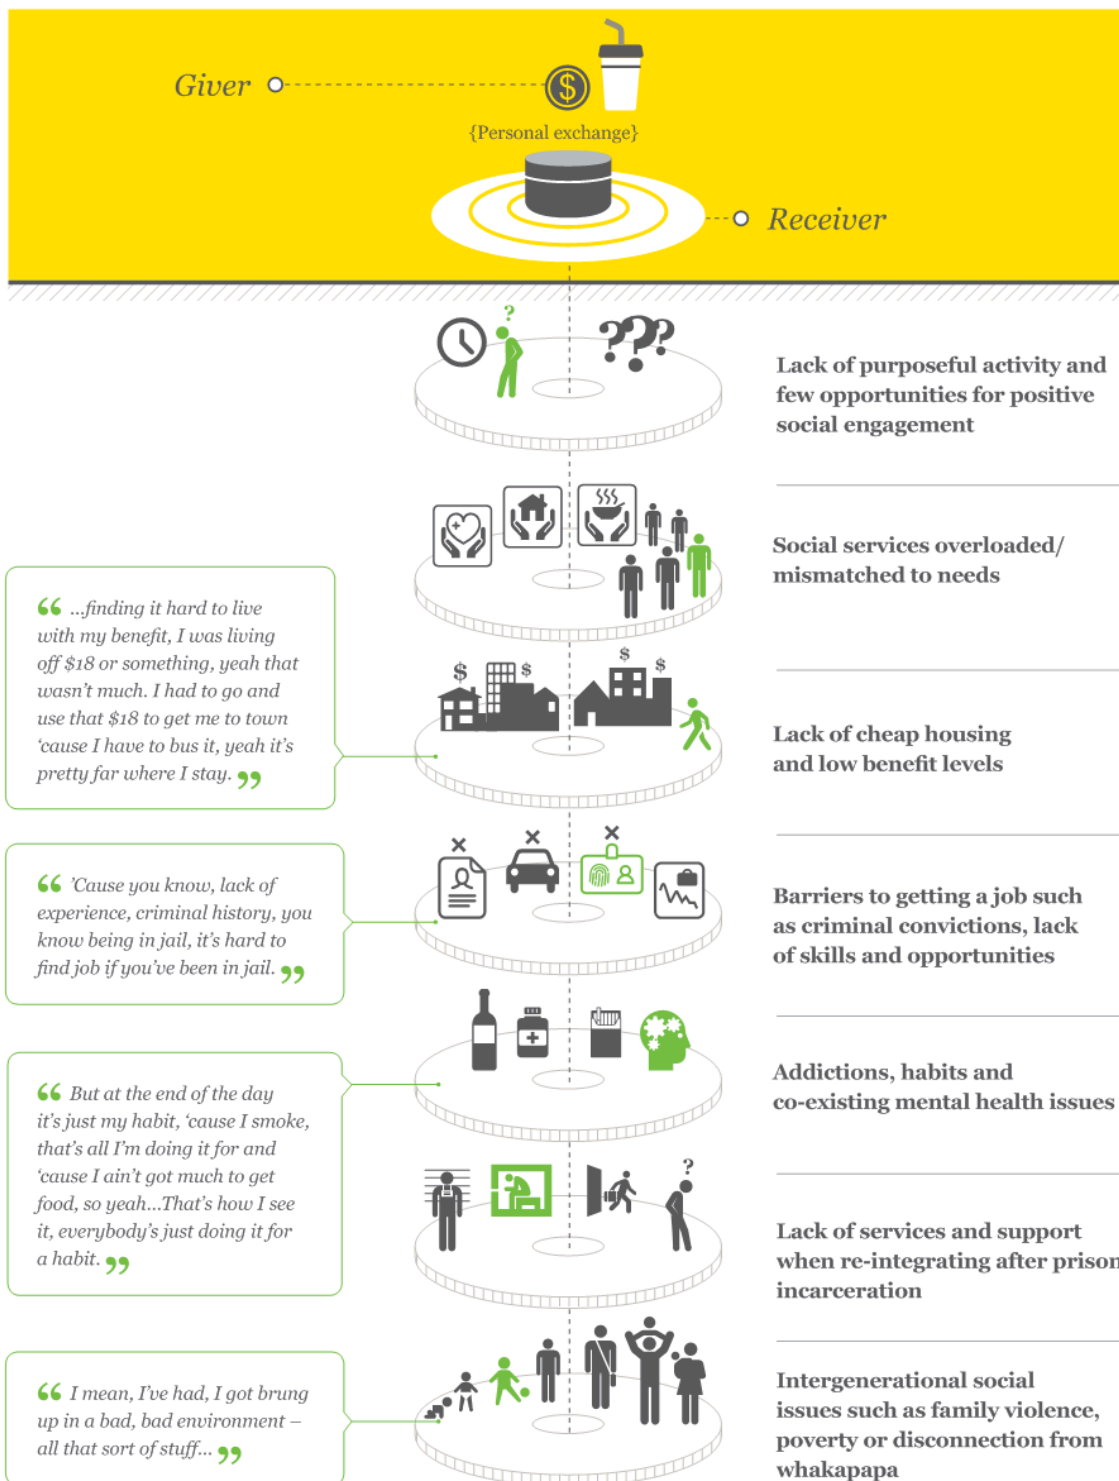 Giver
$
{Personal exchange}
Receiver
?
???
Lack of purposeful activity and
few opportunities for positive
social engagement
Social services overloaded/
mismatched to needs
“ ...finding it hard to live
with my benefit, I was living
off $18 or something, yeah that
wasn’t much. I had to go and
use that $18 to get me to town
‘cause I have to bus it, yeah it’s
pretty far where I stay. ”
$ $ $ $
Lack of cheap housing
and low benefit levels
“ ’Cause you know, lack of
experience, criminal history, you
know being in jail, it’s hard to
find job if you’ve been in jail. ”
Barriers to getting a job such
as criminal convictions, lack
of skills and opportunities
“ But at the end of the day
it’s just my habit, ‘cause I smoke,
that’s all I’m doing it for and
‘cause I ain’t got much to get
food, so yeah...That’s how I see
it, everybody’s just doing it for
a habit. ”
Addictions, habits and
co-existing mental health issues
?
Lack of services and support
when re-integrating after prison
incarceration
“ I mean, I’ve had, I got brung
up in a bad, bad environment –
all that sort of stuff... ”
Intergenerational social
issues such as family violence,
poverty or disconnection from
whakapapa